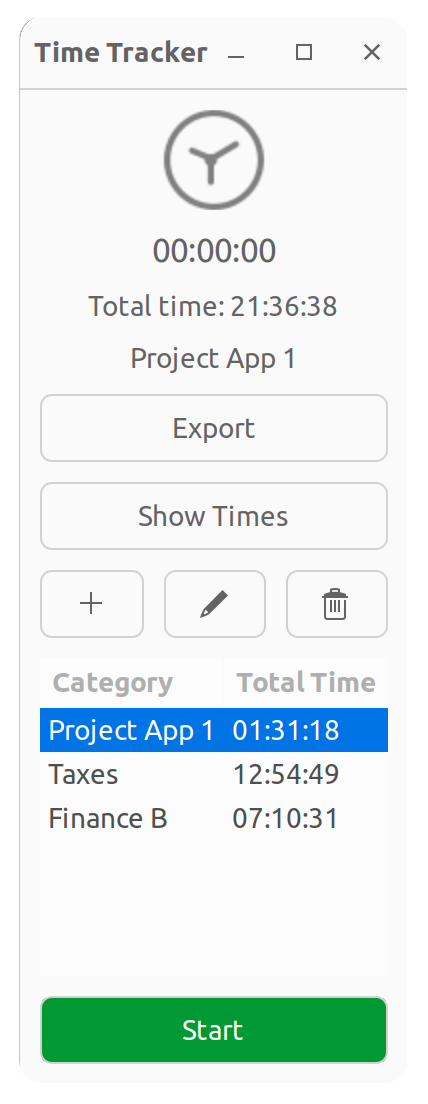 Time Tracker
00:00:00
Total time: 21:36:38
Project App 1
Export
Show Times
Category Total Time
Project App 1 01:31:18
Taxes 12:54:49
Finance B 07:10:31
Start